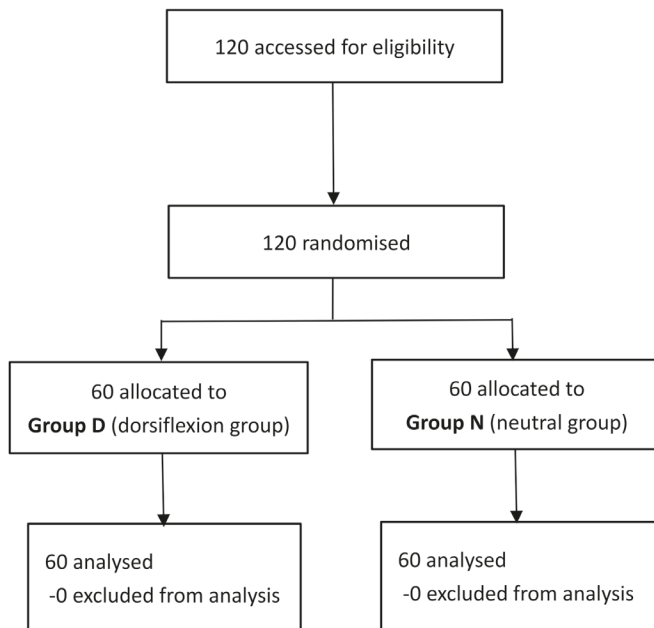 120 accessed for eligibility
120 randomised
60 allocated to
Group D (dorsiflexion group)
60 allocated to
Group N (neutral group)
60 analysed
-0 excluded from analysis
60 analysed
-0 excluded from analysis